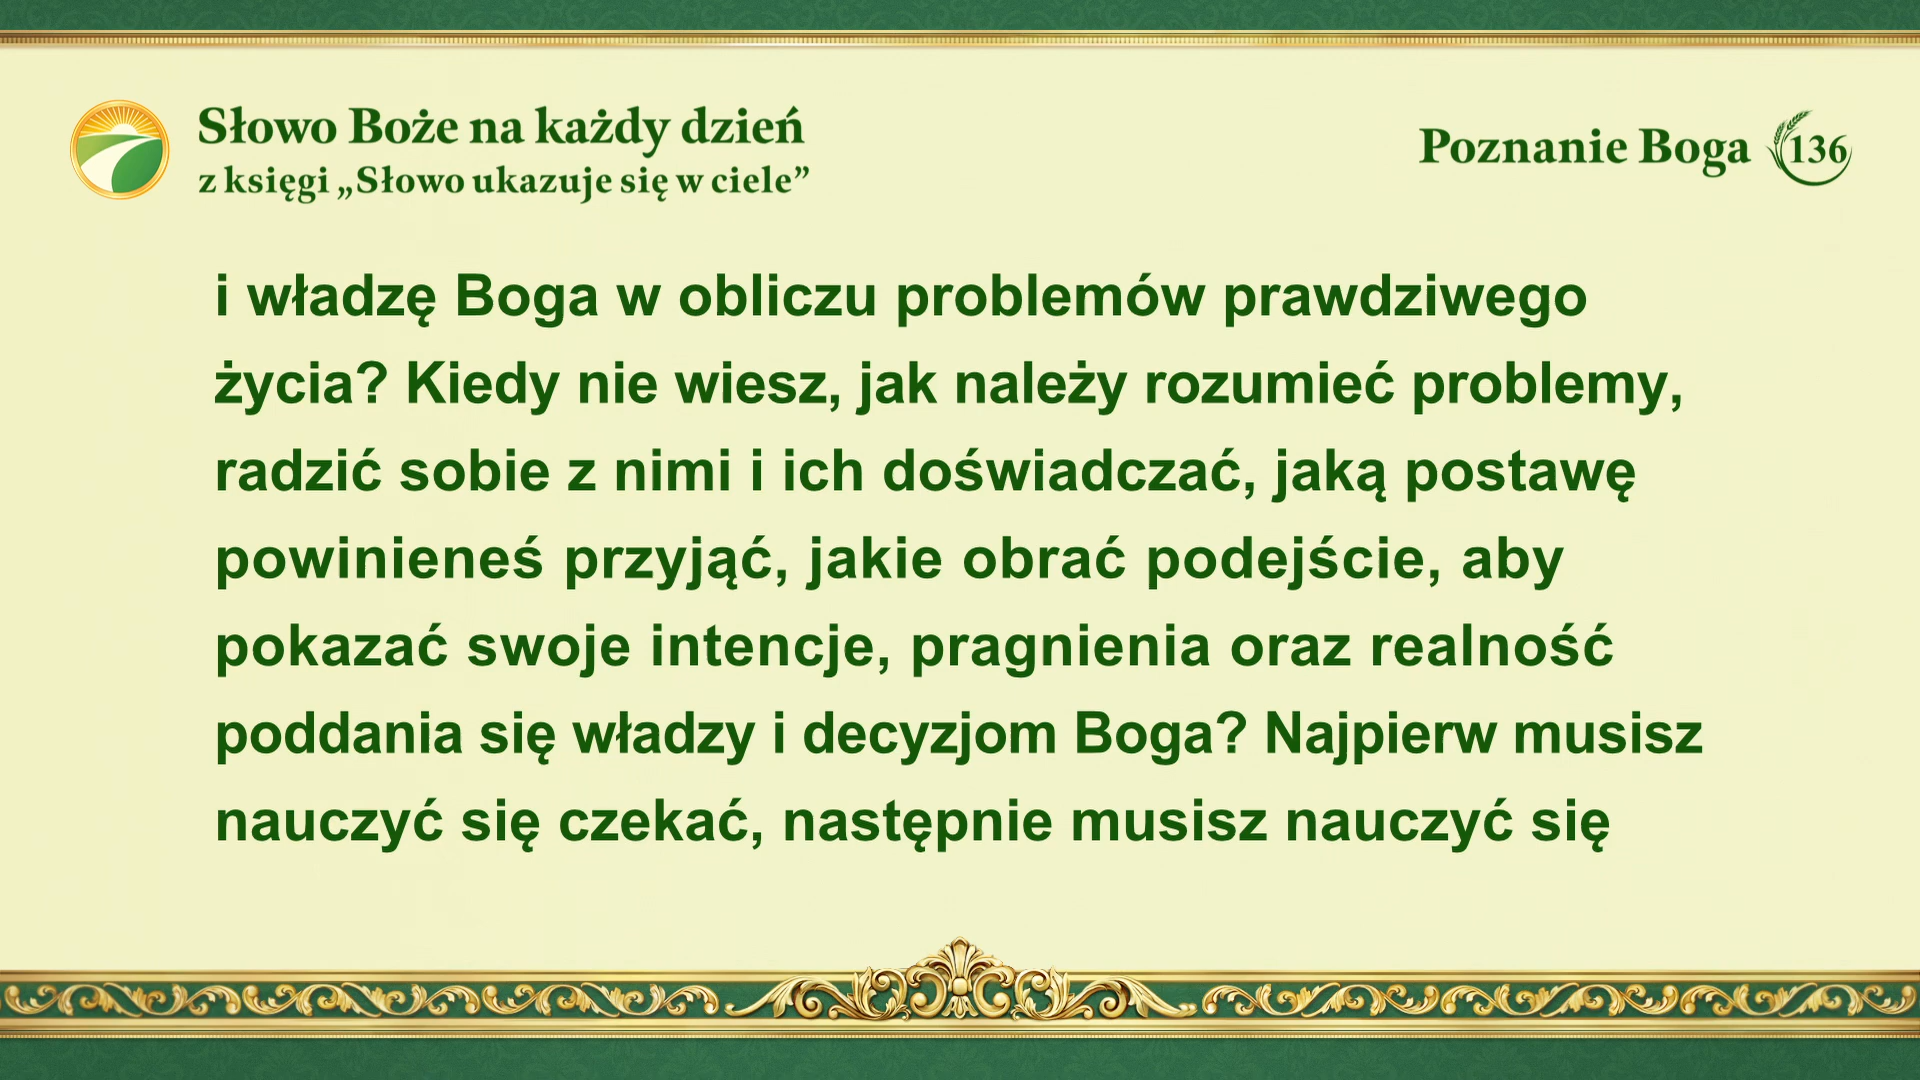 Słowo Boże na każdy dzień
z księgi „Słowo ukazuje się w ciele”
Poznanie Boga 136
i władzę Boga w obliczu problemów prawdziwego
życia? Kiedy nie wiesz, jak należy rozumieć problemy,
radzić sobie z nimi i ich doświadczać, jaką postawę
powinieneś przyjąć, jakie obrać podejście, aby
pokazać swoje intencje, pragnienia oraz realność
poddania się władzy i decyzjom Boga? Najpierw musisz
nauczyć się czekać, następnie musisz nauczyć się